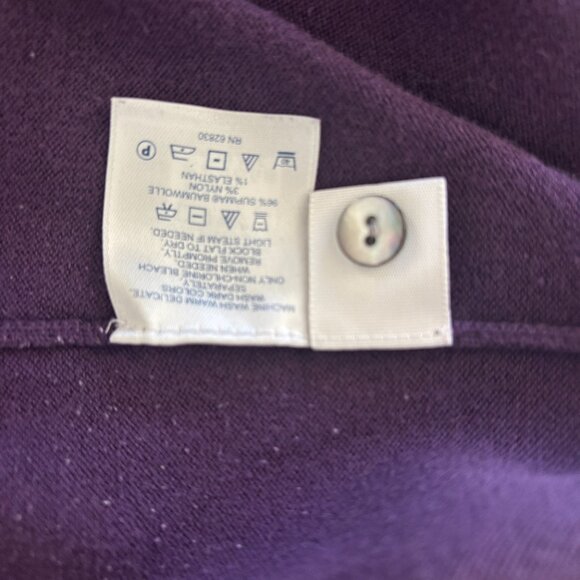 MACHINE WARM DELICATE.
WASH DARK COLORS
SEPARATELY.
ONLY NON-CHLORINE BLEACH
WHEN NEEDED.
REMOVE PROMPTLY.
BLOCK FLAT TO DRY.
LIGHT STEAM IF NEEDED.
96% SUPIMA® BAUMWOLLE
3% NYLON
1% ELASTHAN
40
P
RN 62830